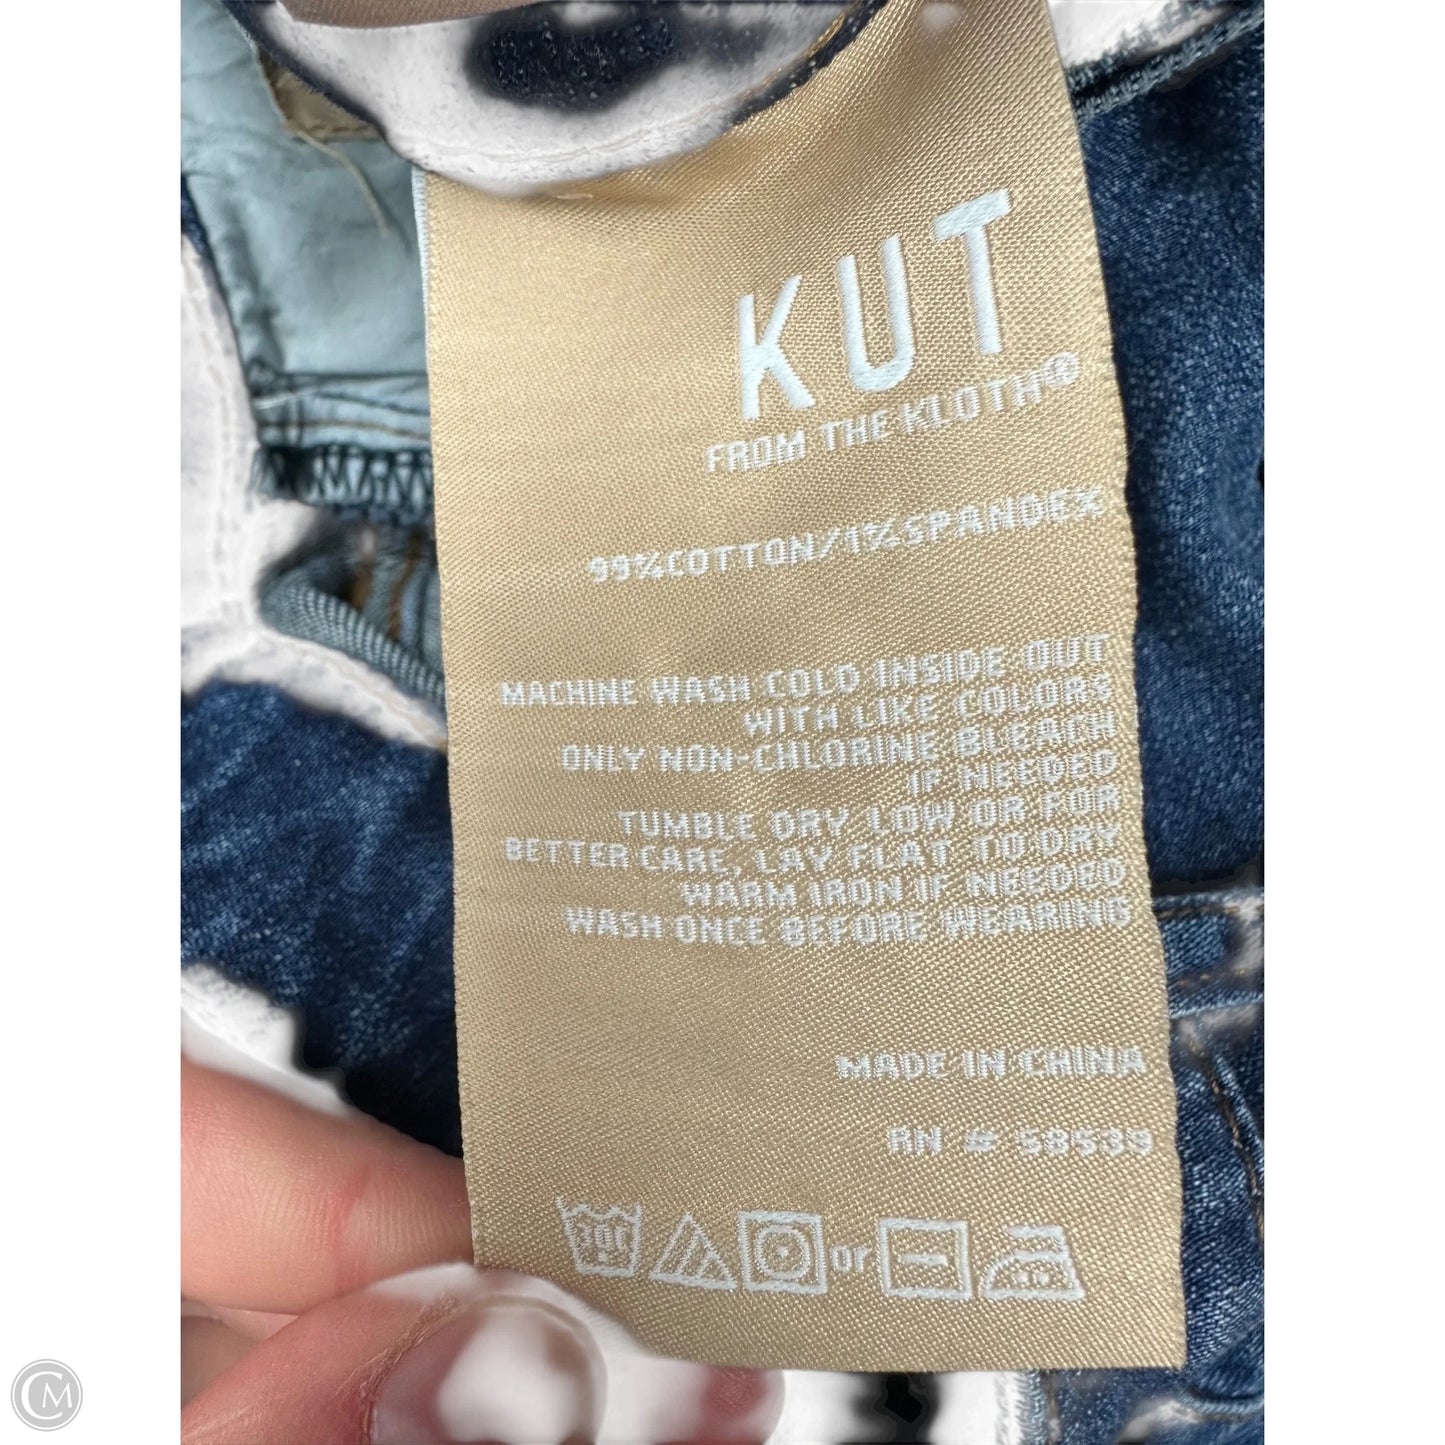 KUT
FROM THE KLOTH®
99%COTTON/1%SPANDEX
MACHINE WASH COLD INSIDE OUT
WITH LIKE COLORS
ONLY NON-CHLORINE BLEACH
IF NEEDED
TUMBLE DRY LOW OR FOR
BETTER CARE, LAY FLAT TO DRY
WARM IRON IF NEEDED
WASH ONCE BEFORE WEARING
MADE IN CHINA
RN # 58539
30C
or
CM